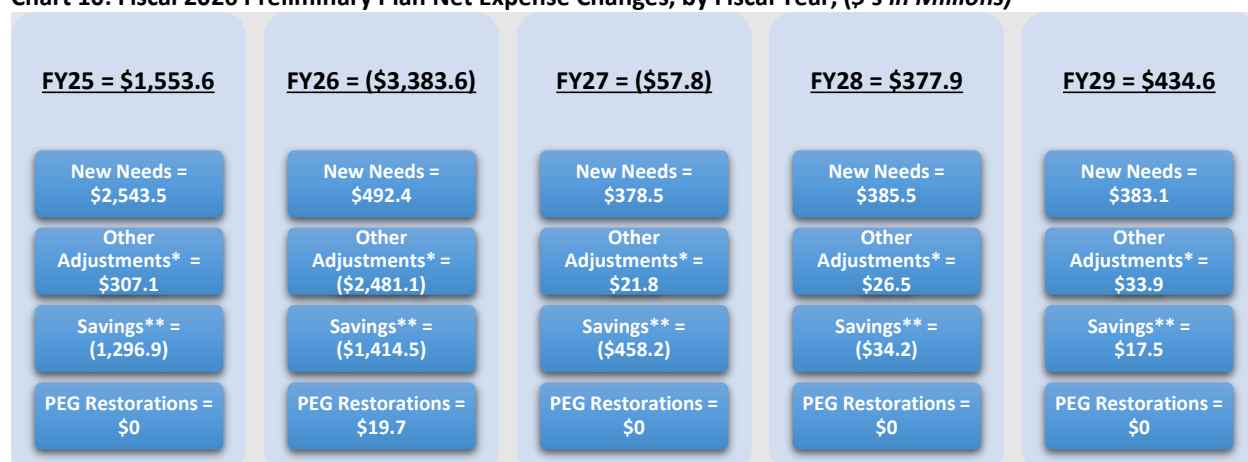 FY25 = $1,553.6
New Needs =
$2,543.5
Other
Adjustments* =
$307.1
Savings** =
(1,296.9)
PEG Restorations =
$0
FY26 = ($3,383.6)
New Needs =
$492.4
Other
Adjustments* =
($2,481.1)
Savings** =
($1,414.5)
PEG Restorations =
$19.7
FY27 = ($57.8)
New Needs =
$378.5
Other
Adjustments* =
$21.8
Savings** =
($458.2)
PEG Restorations =
$0
FY28 = $377.9
New Needs =
$385.5
Other
Adjustments* =
$26.5
Savings** =
($34.2)
PEG Restorations =
$0
FY29 = $434.6
New Needs =
$383.1
Other
Adjustments* =
$33.9
Savings** =
$17.5
PEG Restorations =
$0